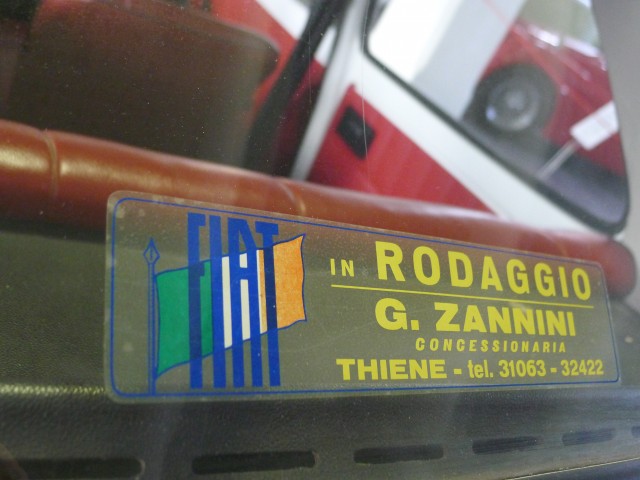 FIAT
IN RODAGGIO
G. ZANNINI
CONCESSIONARIA
THIENE - tel. 31063 - 32422